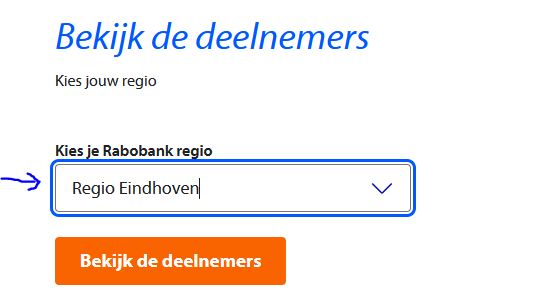 Bekijk de deelnemers
Kies jouw regio
Kies je Rabobank regio
Regio Eindhoven
Bekijk de deelnemers